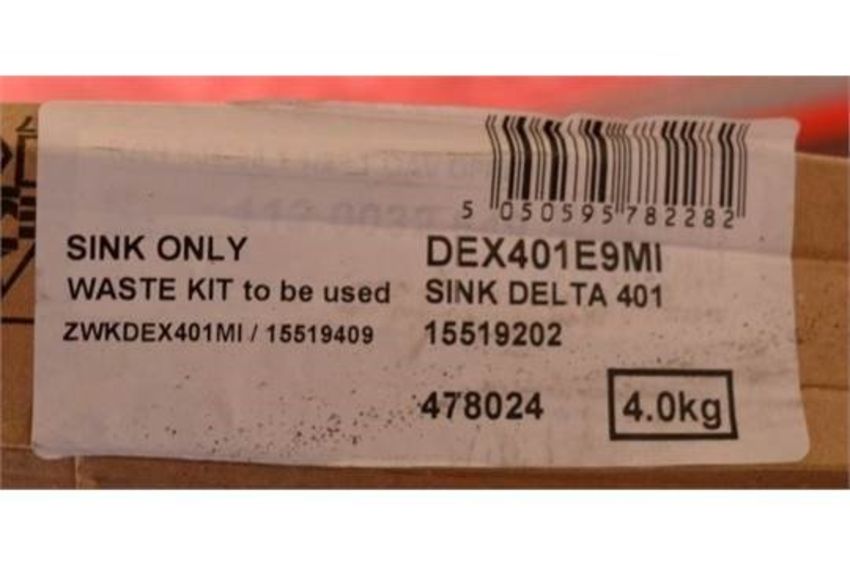 5 050595 782282
SINK ONLY
WASTE KIT to be used
ZWKDEX401MI / 15519409
DEX401E9MI
SINK DELTA 401
15519202
478024
4.0kg